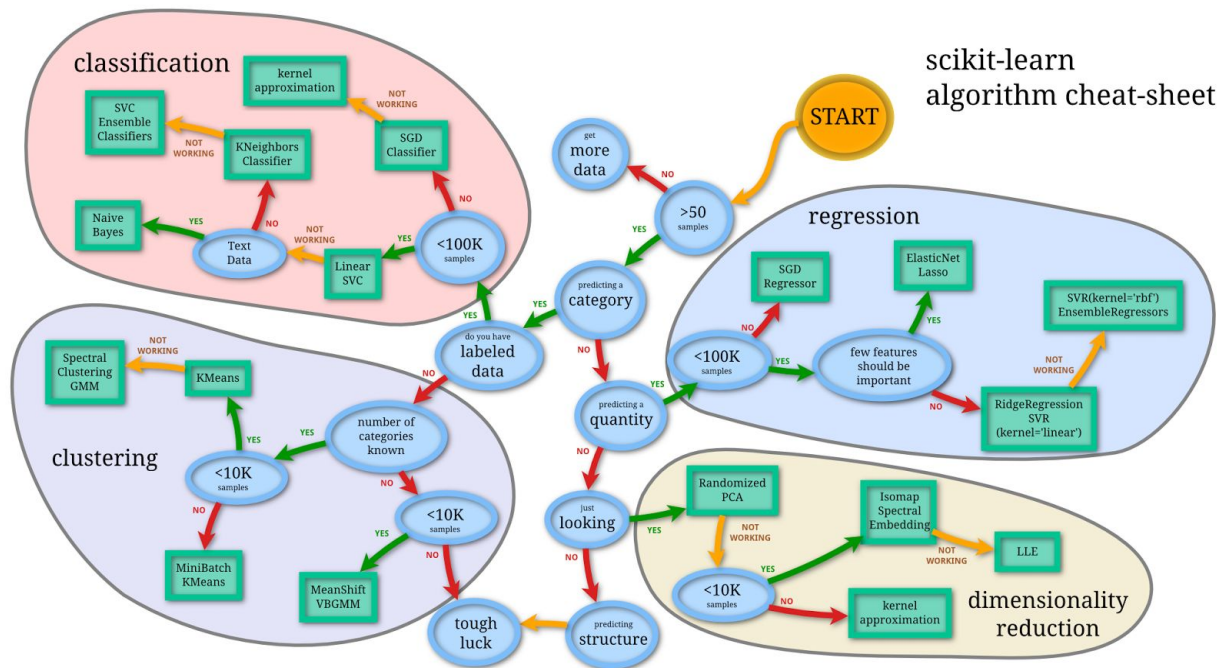 scikit-learn
algorithm cheat-sheet
START
get
more
data
NO
>50
samples
YES
predicting a
category
YES
NO
do you have
labeled
data
YES
NO
predicting a
quantity
YES
NO
just
looking
YES
NO
predicting
structure
tough
luck
classification
kernel
approximation
NOT
WORKING
SVC
Ensemble
Classifiers
NOT
WORKING
KNeighbors
Classifier
SGD
Classifier
NO
Naive
Bayes
YES
NO
Text
Data
NOT
WORKING
Linear
SVC
YES
<100K
samples
YES
regression
SGD
Regressor
ElasticNet
Lasso
SVR(kernel='rbf')
EnsembleRegressors
NO
YES
NOT
WORKING
<100K
samples
YES
few features
should be
important
NO
RidgeRegression
SVR
(kernel='linear')
clustering
Spectral
Clustering
GMM
NOT
WORKING
KMeans
YES
YES
number of
categories
known
<10K
samples
NO
NO
<10K
samples
YES
NO
MiniBatch
KMeans
MeanShift
VBGMM
dimensionality
reduction
Randomized
PCA
NOT
WORKING
Isomap
Spectral
Embedding
NOT
WORKING
LLE
<10K
samples
YES
NO
kernel
approximation